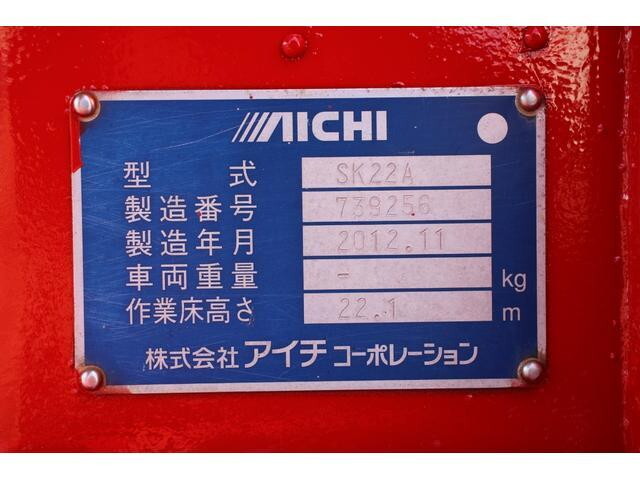 AICHI
型式 SK22A
製造番号 739256
製造年月 2012.11
車両重量 - kg
作業床高さ 22.1 m
株式会社 アイチ コーポレーション